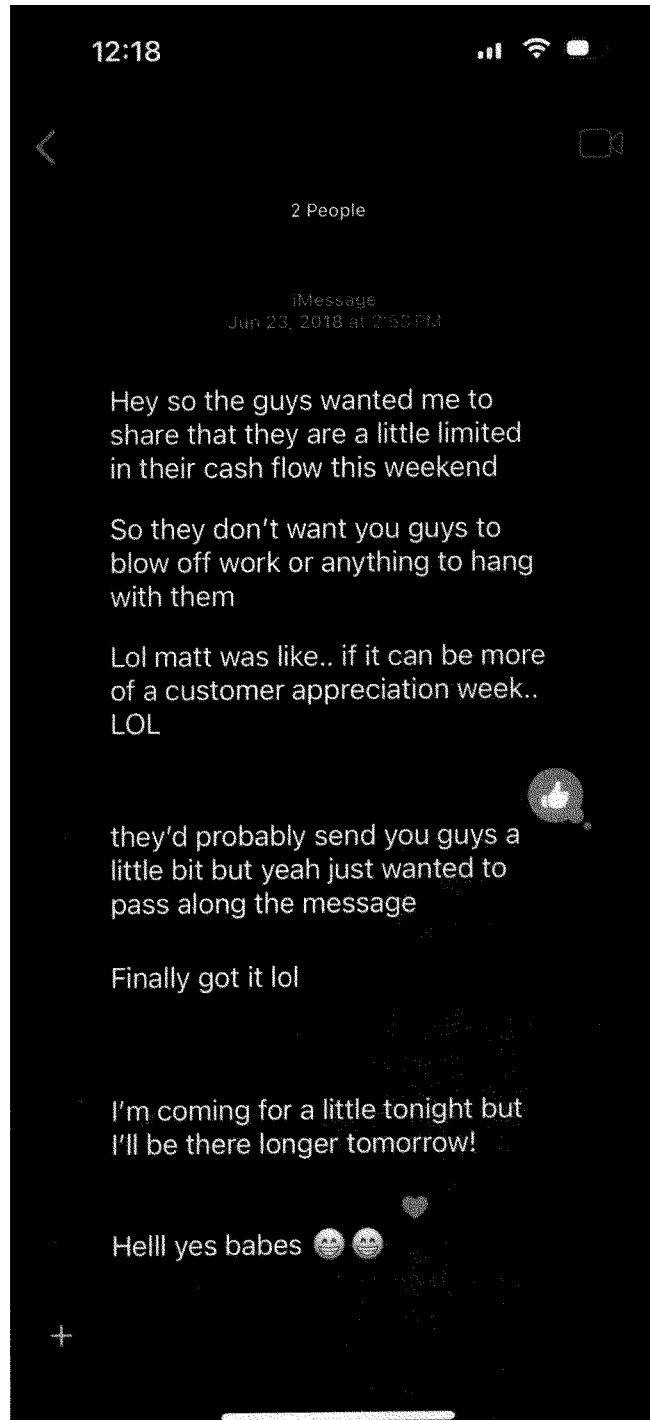 12:18
2 People
iMessage
Jun 23, 2018 at 2:53 PM
Hey so the guys wanted me to
share that they are a little limited
in their cash flow this weekend
So they don't want you guys to
blow off work or anything to hang
with them
Lol matt was like.. if it can be more
of a customer appreciation week..
LOL
they'd probably send you guys a
little bit but yeah just wanted to
pass along the message
Finally got it lol
I'm coming for a little tonight but
I'll be there longer tomorrow!
Helll yes babes 😁😁